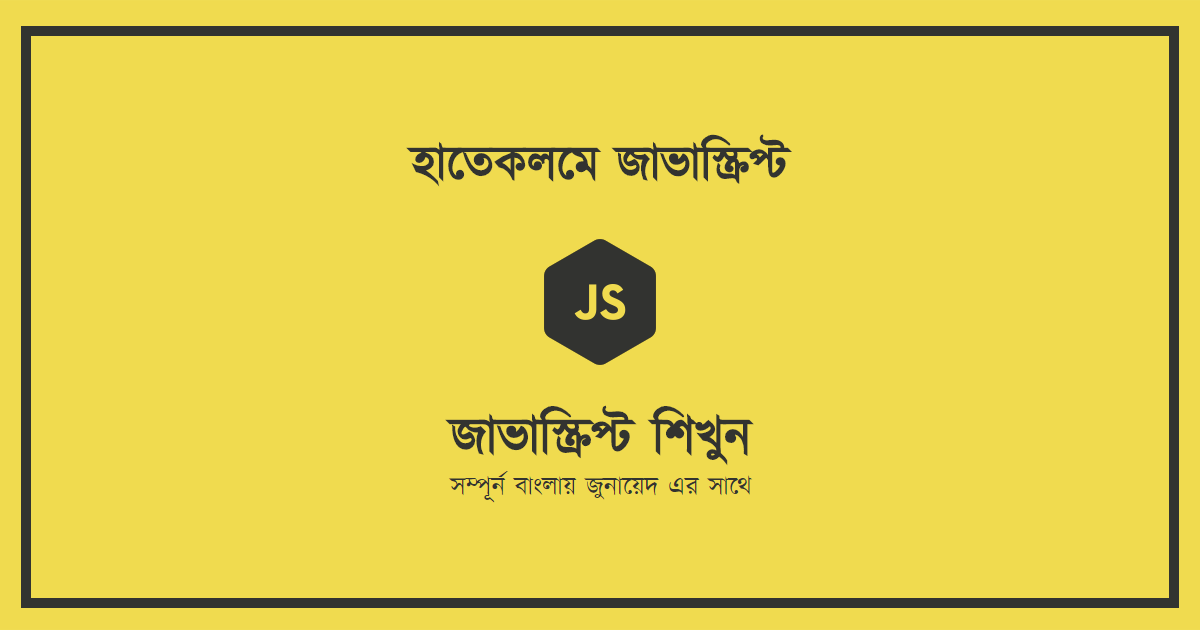 হাতেকলমে জাভাস্ক্রিপ্ট
JS
জাভাস্ক্রিপ্ট শিখুন
সম্পূর্ন বাংলায় জুনায়েদ এর সাথে